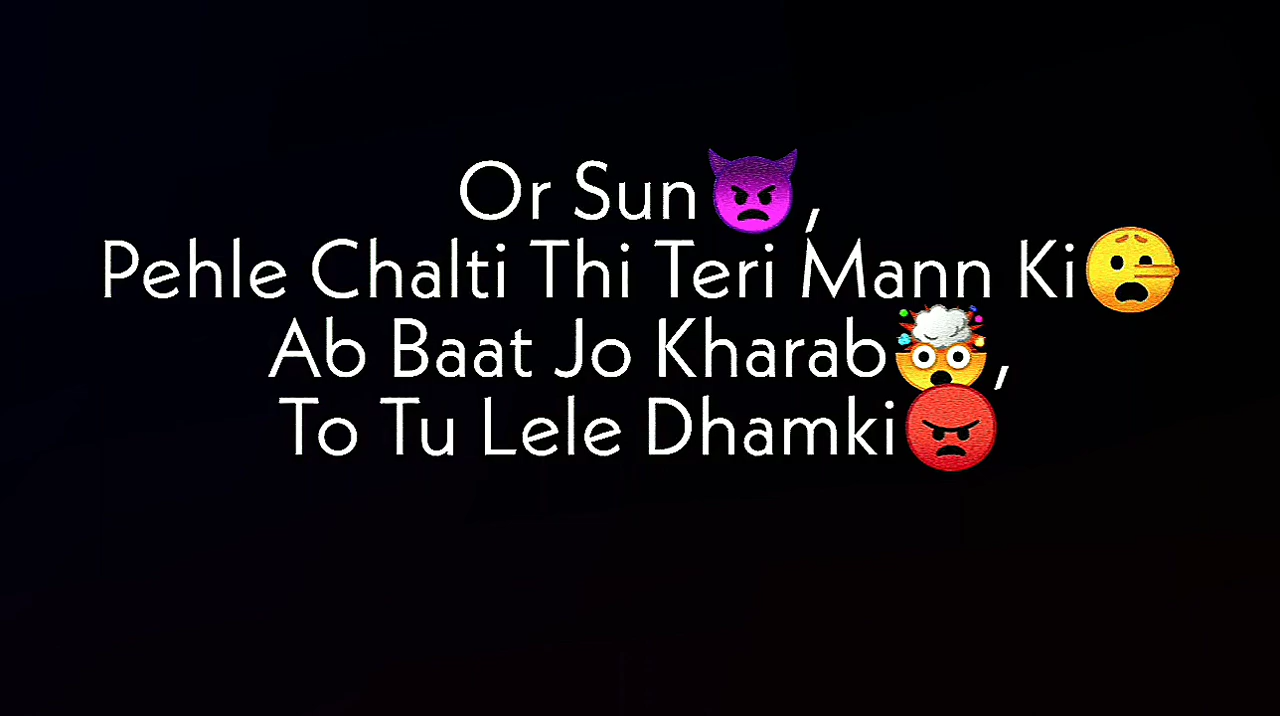 Or Sun👿,
Pehle Chalti Thi Teri Mann Ki🤥
Ab Baat Jo Kharab🤯,
To Tu Lele Dhamki😡